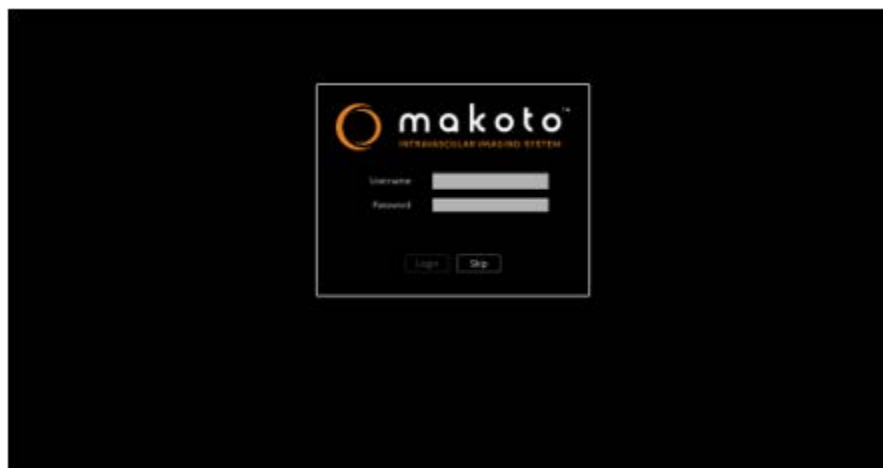 makoto™
INTRAVASCULAR IMAGING SYSTEM
Username
Password
Login Skip